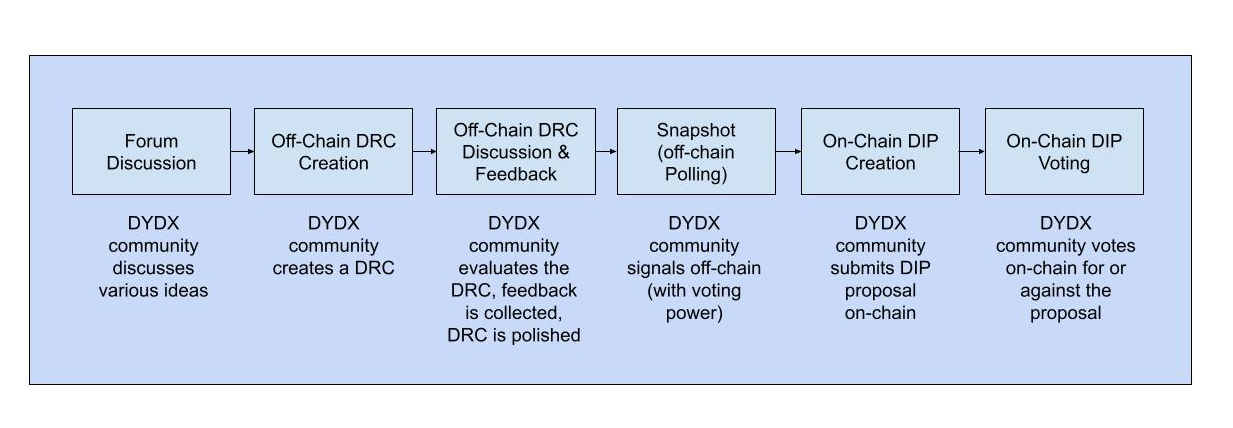 Forum
Discussion
Off-Chain DRC
Creation
Off-Chain DRC
Discussion &
Feedback
Snapshot
(off-chain
Polling)
On-Chain DIP
Creation
On-Chain DIP
Voting
DYDX
community
discusses
various ideas
DYDX
community
creates a DRC
DYDX
community
evaluates the
DRC, feedback
is collected,
DRC is polished
DYDX
community
signals off-chain
(with voting
power)
DYDX
community
submits DIP
proposal
on-chain
DYDX
community votes
on-chain for or
against the
proposal